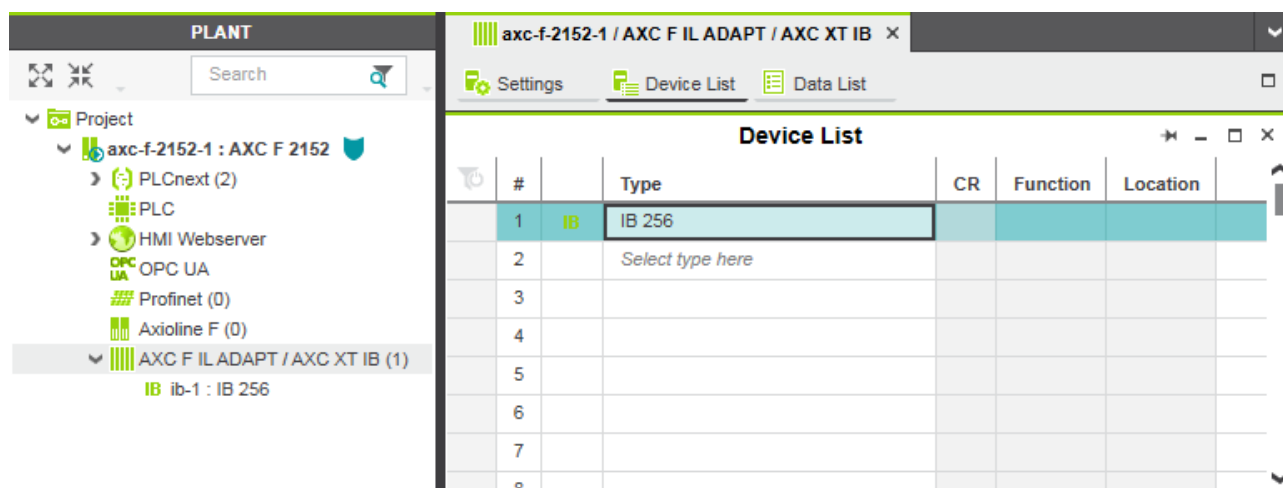 PLANT
Search
Project
axc-f-2152-1 : AXC F 2152
PLCnext (2)
PLC
HMI Webserver
OPC UA OPC UA
Profinet (0)
Axioline F (0)
AXC F IL ADAPT / AXC XT IB (1)
IB ib-1 : IB 256
axc-f-2152-1 / AXC F IL ADAPT / AXC XT IB
Settings Device List Data List
Device List
# Type CR Function Location
1 IB IB 256
2 Select type here
3
4
5
6
7